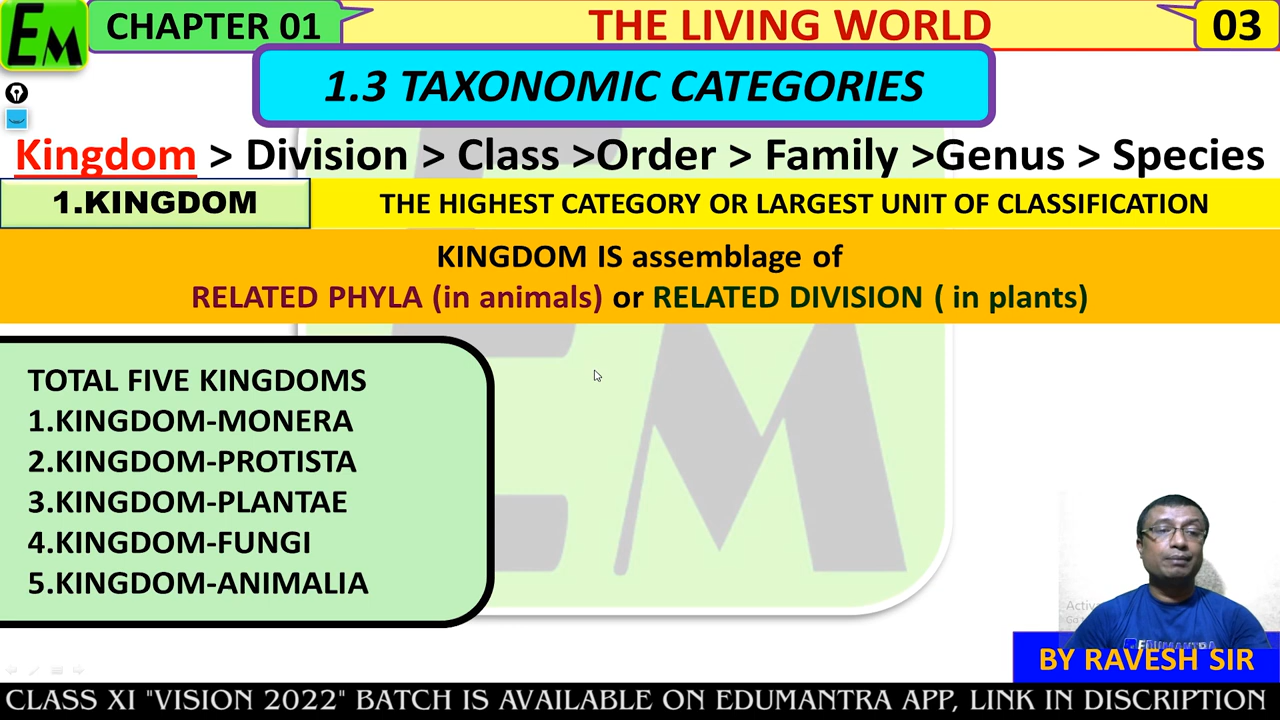 Em CHAPTER 01 THE LIVING WORLD 03
1.3 TAXONOMIC CATEGORIES
Kingdom > Division > Class >Order > Family >Genus > Species
1.KINGDOM THE HIGHEST CATEGORY OR LARGEST UNIT OF CLASSIFICATION
KINGDOM IS assemblage of
RELATED PHYLA (in animals) or RELATED DIVISION ( in plants)
EM
TOTAL FIVE KINGDOMS
1.KINGDOM-MONERA
2.KINGDOM-PROTISTA
3.KINGDOM-PLANTAE
4.KINGDOM-FUNGI
5.KINGDOM-ANIMALIA
EDUMANTRA
BY RAVESH SIR
CLASS XI "VISION 2022" BATCH IS AVAILABLE ON EDUMANTRA APP, LINK IN DISCRIPTION